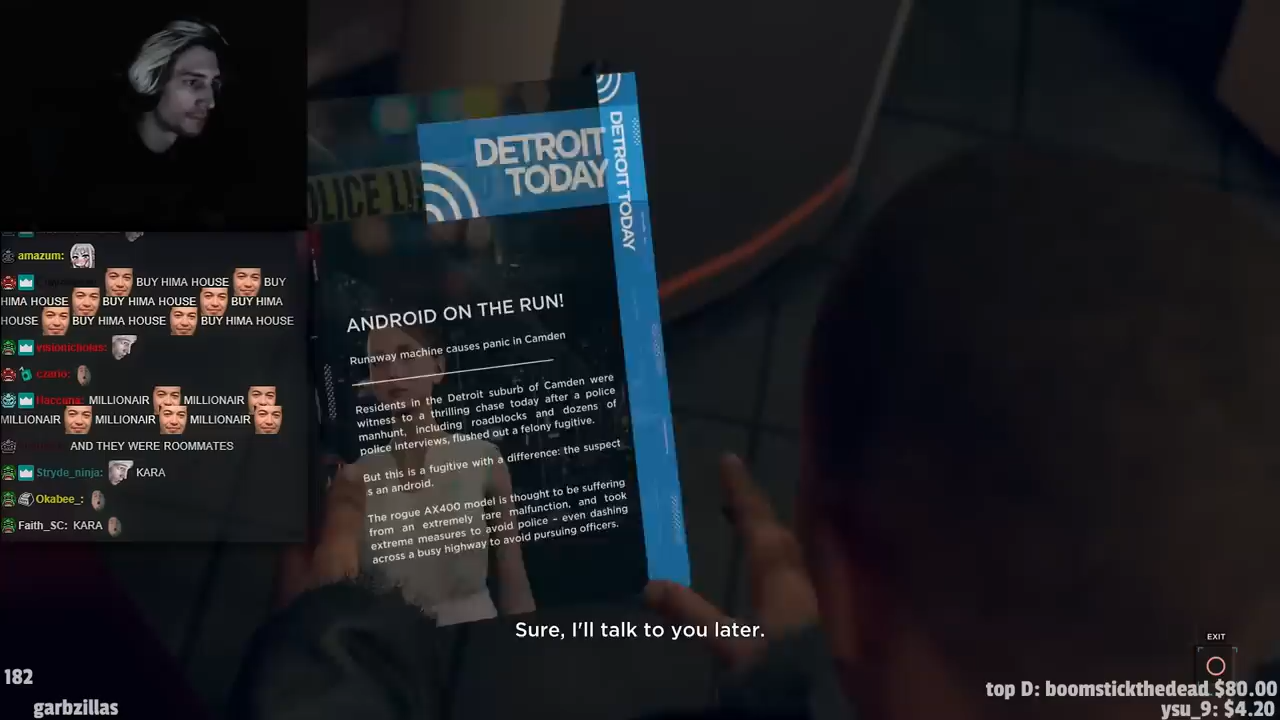 DETROIT
TODAY
DETROIT TODAY
POLICE LI
ANDROID ON THE RUN!
Runaway machine causes panic in Camden
Residents in the Detroit suburb of Camden were
witness to a thrilling chase today after a police
manhunt, including roadblocks and dozens of
police interviews, flushed out a felony fugitive.
But this is a fugitive with a difference: the suspect
s an android.
The rogue AX400 model is thought to be suffering
from an extremely rare malfunction, and took
extreme measures to avoid police – even dashing
across a busy highway to avoid pursuing officers.
amazum:
BUY HIMA HOUSE BUY
HIMA HOUSE BUY HIMA HOUSE BUY HIMA
HOUSE BUY HIMA HOUSE BUY HIMA HOUSE
visionicholas:
czario:
Haccana: MILLIONAIR MILLIONAIR
MILLIONAIR MILLIONAIR MILLIONAIR
AND THEY WERE ROOMMATES
Stryde_ninja: KARA
Okabee_:
Faith_SC: KARA
Sure, I'll talk to you later.
EXIT
182
garbzillas
top D: boomstickthedead $80.00
ysu_9: $4.20